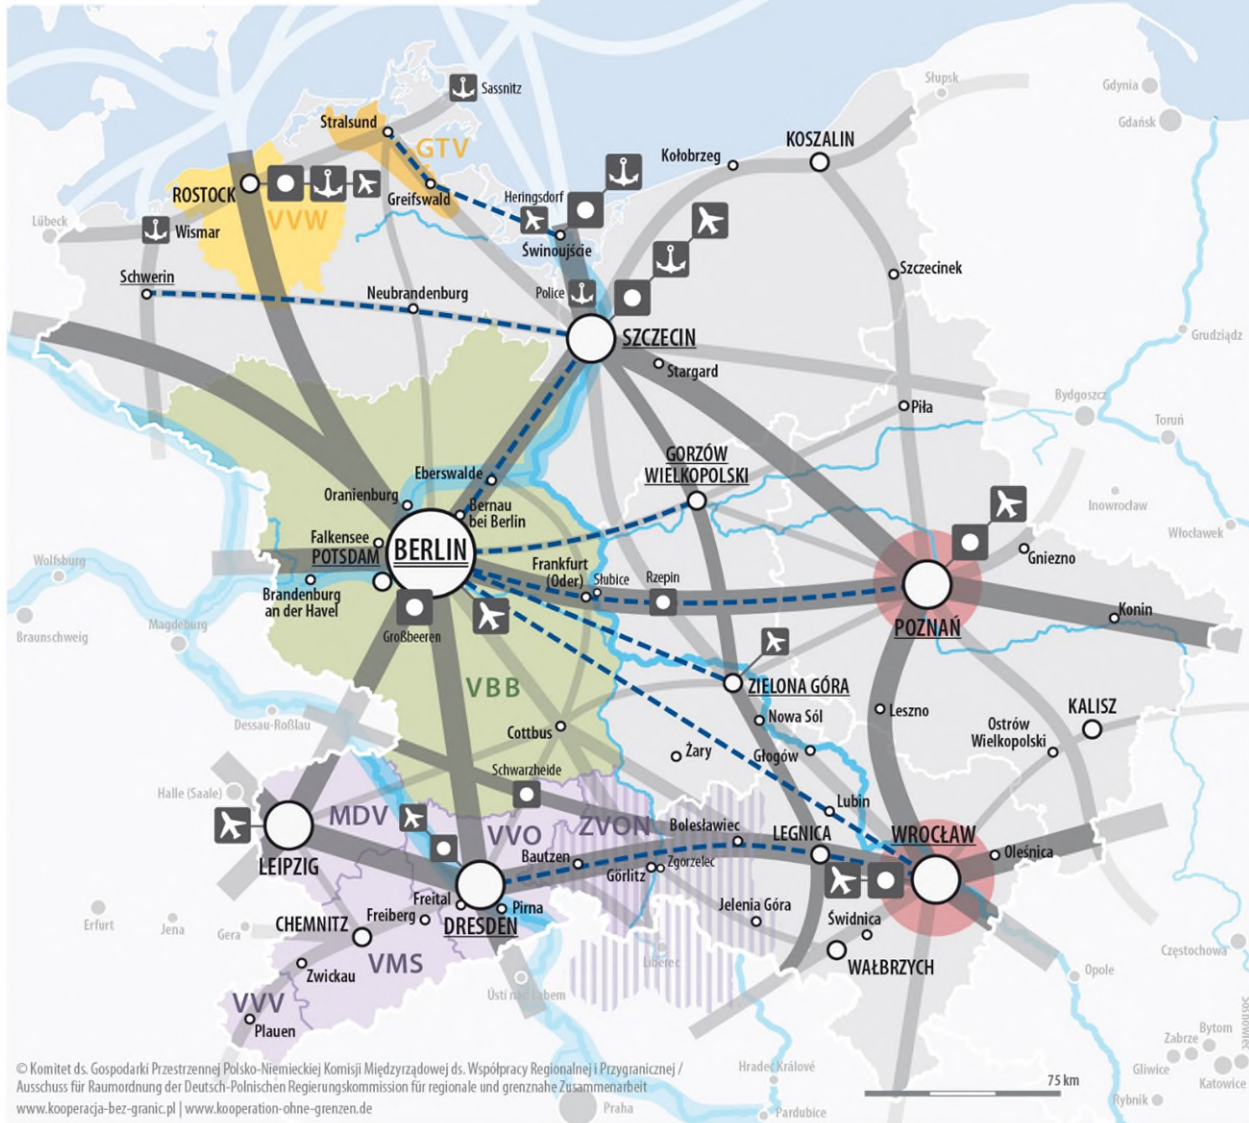 Słupsk
Gdynia
Gdańsk
Sassnitz
Stralsund
GTV
KOSZALIN
Kołobrzeg
ROSTOCK
VVW
Greifswald
Heringsdorf
Świnoujście
Lübeck
Wismar
Schwerin
Neubrandenburg
Police
Szczecinek
SZCZECIN
Stargard
Grudziądz
Piła
Bydgoszcz
Toruń
GORZÓW
WIELKOPOLSKI
Eberswalde
Oranienburg
Bernau
bei Berlin
Inowrocław
Włocławek
Falkensee
POTSDAM
BERLIN
Wolfsburg
Brandenburg
an der Havel
Frankfurt
(Oder)
Słubice
Rzepin
Gniezno
Konin
Braunschweig
Magdeburg
Großbeeren
POZNAŃ
VBB
ZIELONA GÓRA
Nowa Sól
Leszno
KALISZ
Ostrów
Wielkopolski
Dessau-Roßlau
Cottbus
Żary
Głogów
Schwarzheide
Halle (Saale)
MDV
VVO
ZVON
Lubin
Bolesławiec
LEGNICA
WROCŁAW
Oleśnica
LEIPZIG
Bautzen
Görlitz
Zgorzelec
Freital
Pirna
DRESDEN
Freiberg
CHEMNITZ
Jelenia Góra
Świdnica
WAŁBRZYCH
Erfurt
Jena
Gera
Zwickau
VMS
VVV
Plauen
Liberec
Ústí nad Labem
Opole
Częstochowa
Sosnowiec
Bytom
Zabrze
Gliwice
Katowice
Rybnik
Hradec Králové
Pardubice
Praha
75 km
© Komitet ds. Gospodarki Przestrzennej Polsko-Niemieckiej Komisji Międzyrządowej ds. Współpracy Regionalnej i Przygranicznej /
Ausschuss für Raumordnung der Deutsch-Polnischen Regierungskommission für regionale und grenznahe Zusammenarbeit
www.kooperacja-bez-granic.pl | www.kooperation-ohne-grenzen.de